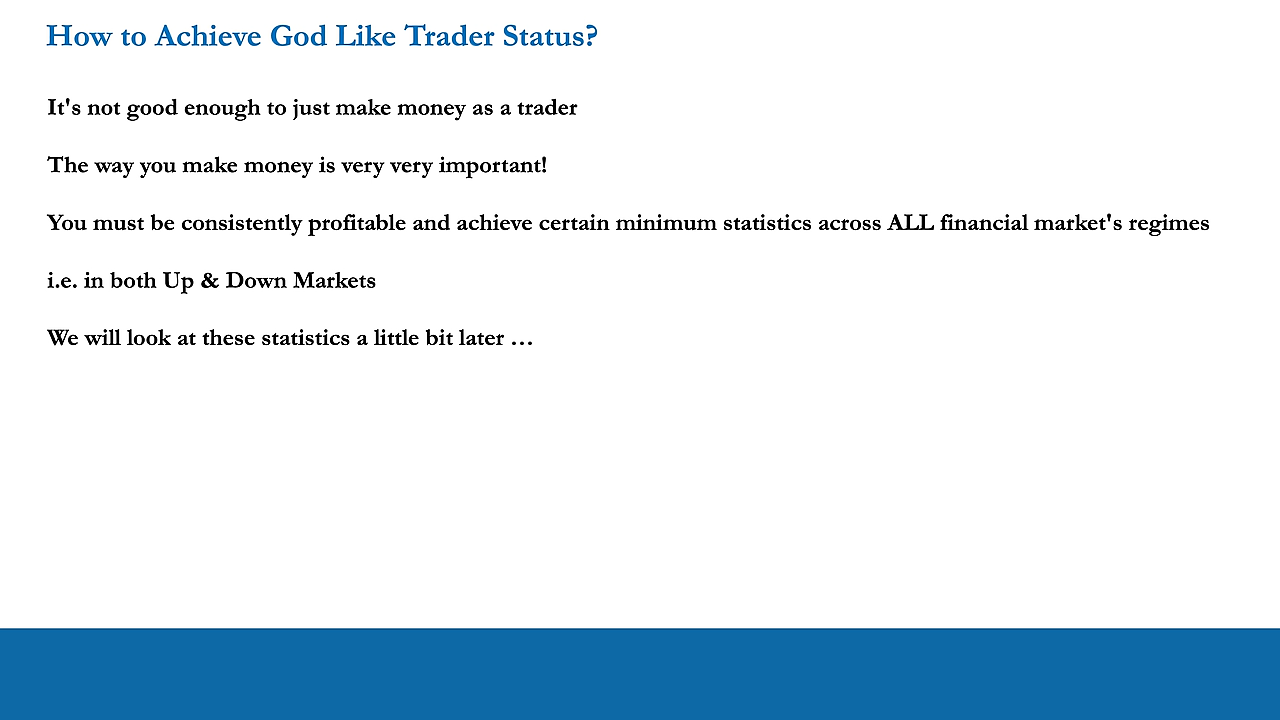 How to Achieve God Like Trader Status?
It's not good enough to just make money as a trader
The way you make money is very very important!
You must be consistently profitable and achieve certain minimum statistics across ALL financial market's regimes
i.e. in both Up & Down Markets
We will look at these statistics a little bit later …